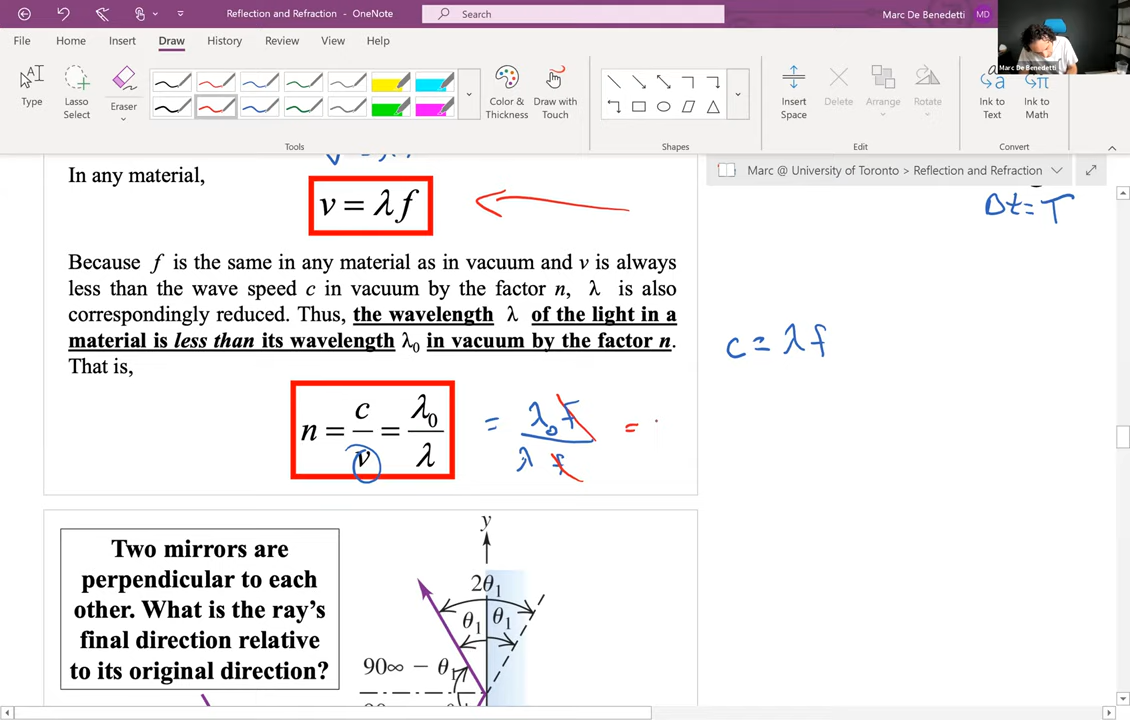 Reflection and Refraction - OneNote
Search
Marc De Benedetti
MD
File Home Insert Draw History Review View Help
Marc De Benedetti
Type
Lasso Select
Eraser
Color & Thickness
Draw with Touch
Insert Space
Delete
Arrange
Rotate
Ink to Text
Ink to Math
Tools
Shapes
Edit
Convert
Marc @ University of Toronto > Reflection and Refraction
In any material,
v = λ f
Δt = T
Because f is the same in any material as in vacuum and v is always
less than the wave speed c in vacuum by the factor n, λ is also
correspondingly reduced. Thus, the wavelength λ of the light in a
material is less than its wavelength λ₀ in vacuum by the factor n.
That is,
c = λ f
n = c/v = λ₀/λ = λ₀ f/λ f =
Two mirrors are
perpendicular to each
other. What is the ray's
final direction relative
to its original direction?
y
2θ₁
θ₁ θ₁
90∞ − θ₁